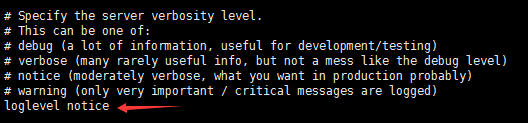 # Specify the server verbosity level.
# This can be one of:
# debug (a lot of information, useful for development/testing)
# verbose (many rarely useful info, but not a mess like the debug level)
# notice (moderately verbose, what you want in production probably)
# warning (only very important / critical messages are logged)
loglevel notice